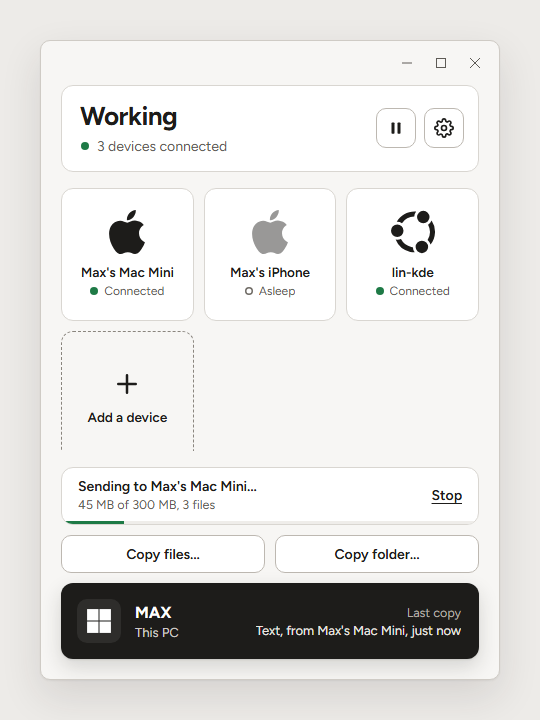 Working
3 devices connected
Max's Mac Mini
Connected
Max's iPhone
Asleep
lin-kde
Connected
Add a device
Sending to Max's Mac Mini...
45 MB of 300 MB, 3 files
Stop
Copy files...
Copy folder...
MAX
This PC
Last copy
Text, from Max's Mac Mini, just now